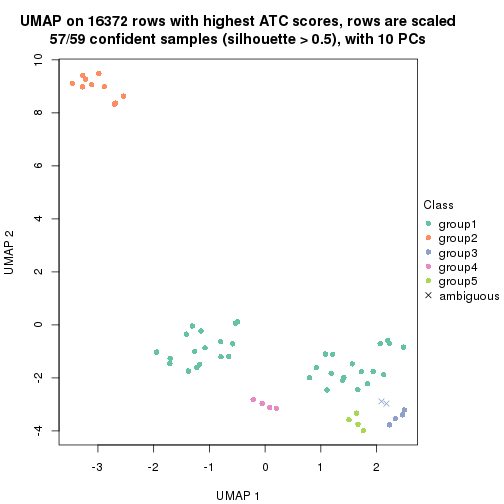 UMAP on 16372 rows with highest ATC scores, rows are scaled
57/59 confident samples (silhouette > 0.5), with 10 PCs
10
8
6
4
2
0
-2
-4
UMAP 2
-3
-2
-1
0
1
2
UMAP 1
Class
group1
group2
group3
group4
group5
ambiguous